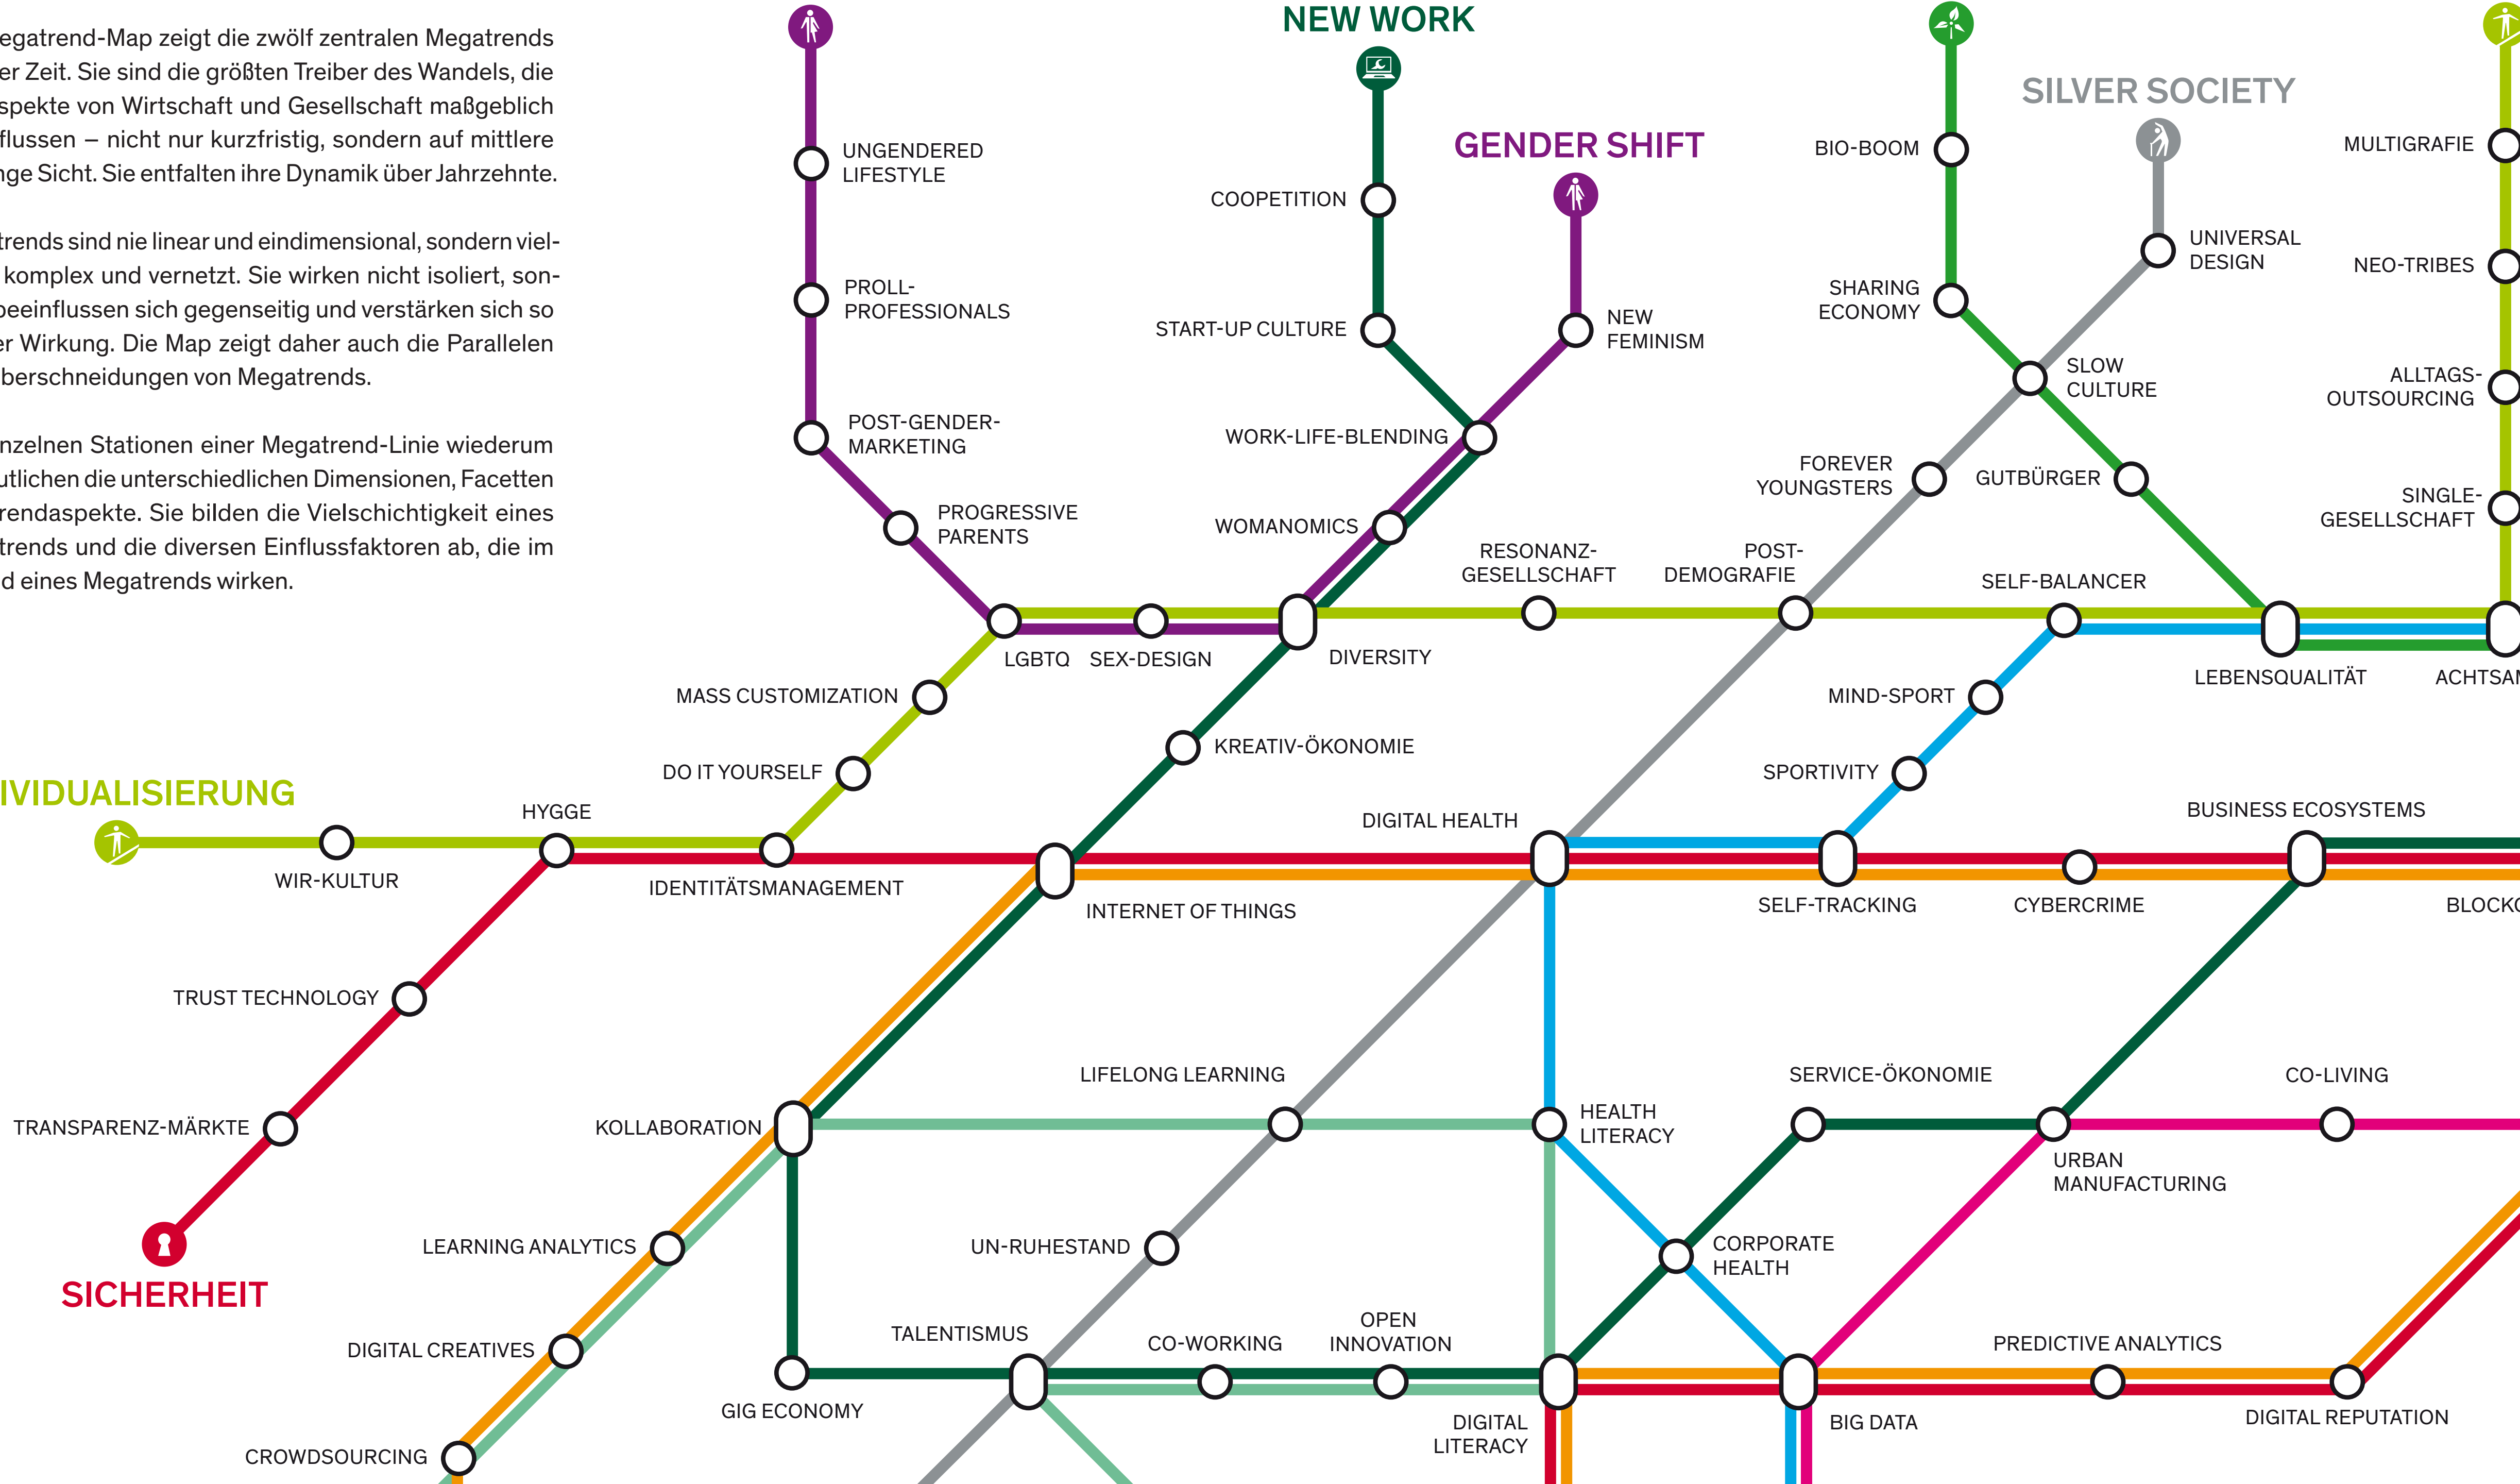 egatrend-Map zeigt die zwölf zentralen Megatrends
er Zeit. Sie sind die größten Treiber des Wandels, die
spekte von Wirtschaft und Gesellschaft maßgeblich
flussen – nicht nur kurzfristig, sondern auf mittlere
nge Sicht. Sie entfalten ihre Dynamik über Jahrzehnte.
trends sind nie linear und eindimensional, sondern viel-
komplex und vernetzt. Sie wirken nicht isoliert, son-
beeinflussen sich gegenseitig und verstärken sich so
er Wirkung. Die Map zeigt daher auch die Parallelen
berschneidungen von Megatrends.
nzelnen Stationen einer Megatrend-Linie wiederum
utlichen die unterschiedlichen Dimensionen, Facetten
rendaspekte. Sie bilden die Vielschichtigkeit eines
trends und die diversen Einflussfaktoren ab, die im
d eines Megatrends wirken.
NEW WORK
SILVER SOCIETY
GENDER SHIFT
UNGENDERED
LIFESTYLE
BIO-BOOM
MULTIGRAFIE
COOPETITION
UNIVERSAL
DESIGN
NEO-TRIBES
PROLL-
PROFESSIONALS
SHARING
ECONOMY
START-UP CULTURE
NEW
FEMINISM
SLOW
CULTURE
ALLTAGS-
OUTSOURCING
POST-GENDER-
MARKETING
WORK-LIFE-BLENDING
FOREVER
YOUNGSTERS
GUTBÜRGER
SINGLE-
GESELLSCHAFT
PROGRESSIVE
PARENTS
WOMANOMICS
RESONANZ-
GESELLSCHAFT
POST-
DEMOGRAFIE
SELF-BALANCER
LGBTQ
SEX-DESIGN
DIVERSITY
LEBENSQUALITÄT
ACHTSAM
MASS CUSTOMIZATION
MIND-SPORT
KREATIV-ÖKONOMIE
DO IT YOURSELF
SPORTIVITY
IVIDUALISIERUNG
HYGGE
DIGITAL HEALTH
BUSINESS ECOSYSTEMS
WIR-KULTUR
IDENTITÄTSMANAGEMENT
INTERNET OF THINGS
SELF-TRACKING
CYBERCRIME
BLOCKC
TRUST TECHNOLOGY
LIFELONG LEARNING
SERVICE-ÖKONOMIE
CO-LIVING
TRANSPARENZ-MÄRKTE
KOLLABORATION
HEALTH
LITERACY
URBAN
MANUFACTURING
LEARNING ANALYTICS
UN-RUHESTAND
CORPORATE
HEALTH
SICHERHEIT
DIGITAL CREATIVES
TALENTISMUS
CO-WORKING
OPEN
INNOVATION
PREDICTIVE ANALYTICS
GIG ECONOMY
DIGITAL
LITERACY
BIG DATA
DIGITAL REPUTATION
CROWDSOURCING